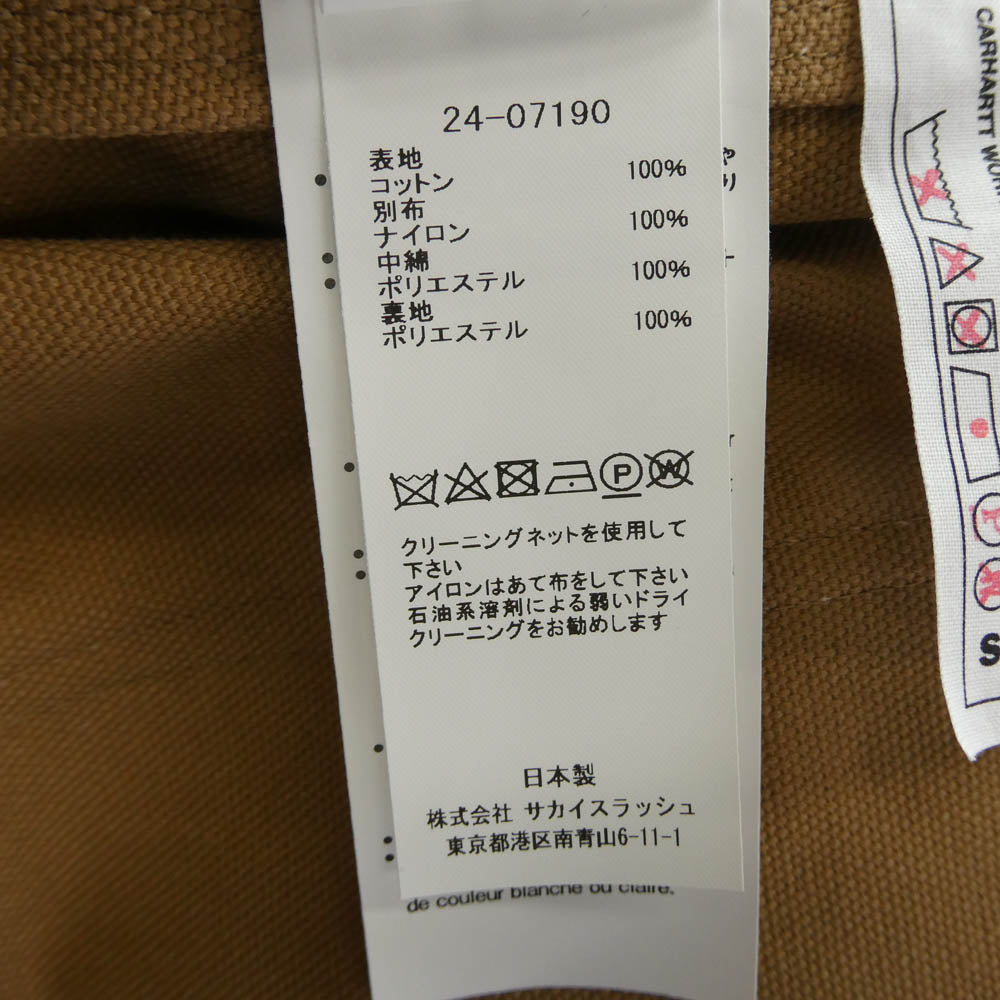 24-07190
表地
コットン 100%
別布
ナイロン 100%
中綿
ポリエステル 100%
裏地
ポリエステル 100%
P W
クリーニングネットを使用して
下さい
アイロンはあて布をして下さい
石油系溶剤による弱いドライ
クリーニングをお勧めします
日本製
株式会社 サカイスラッシュ
東京都港区南青山6-11-1
de couleur blanche ou claire.
CARHARTT WOR
S